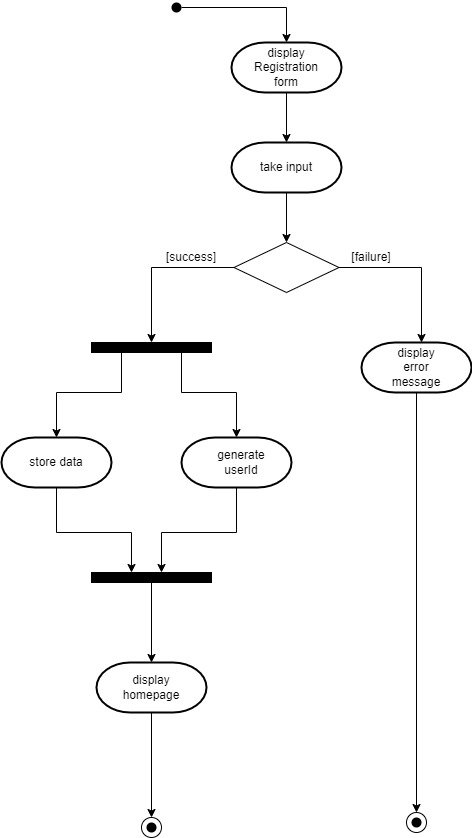 display
Registration
form
take input
[success]
[failure]
display
error
message
store data
generate
userId
display
homepage